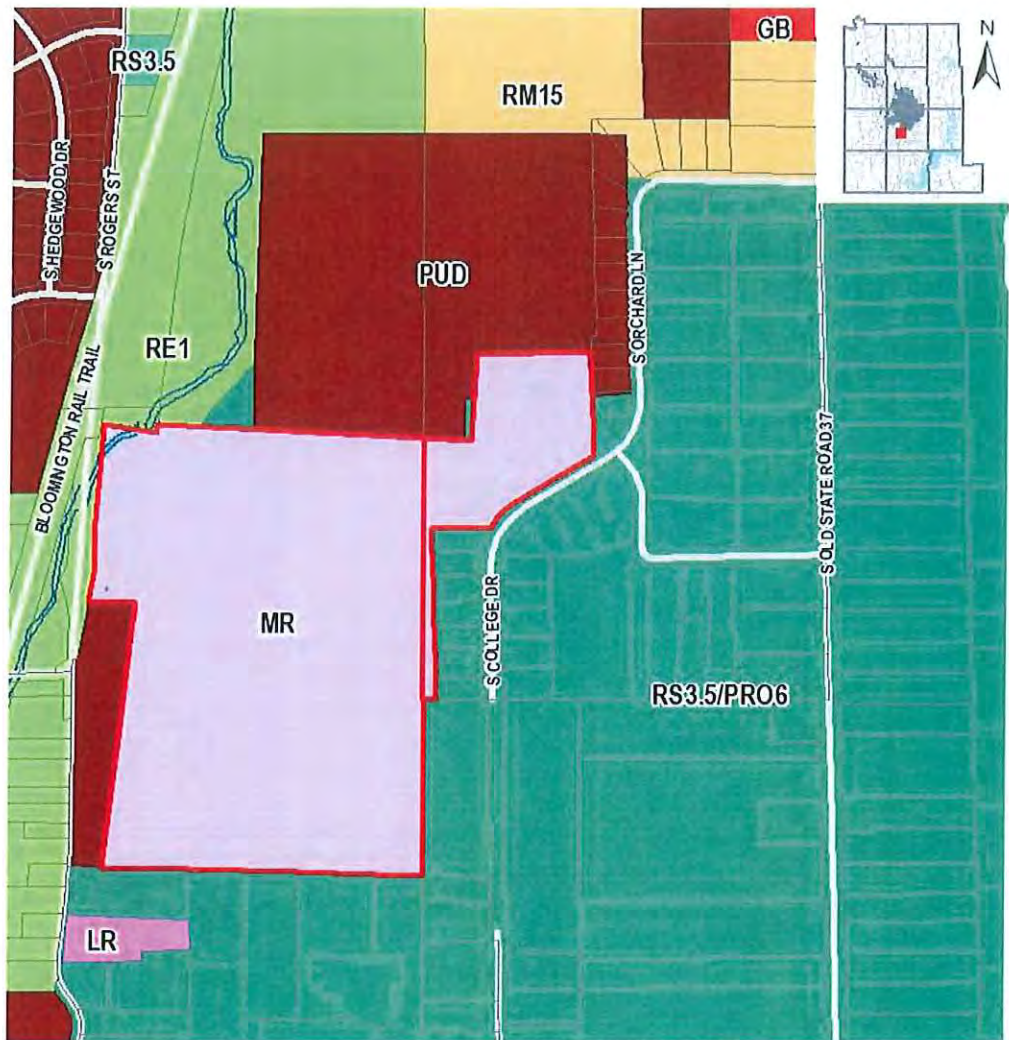 GB
N
RS3.5
RM15
S HEDGEWOOD DR
S ROGERS ST
PUD
S ORCHARD LN
RE1
BLOOMINGTON RAIL TRAIL
S OLD STATE ROAD 37
MR
S COLLEGE DR
RS3.5/PRO6
LR